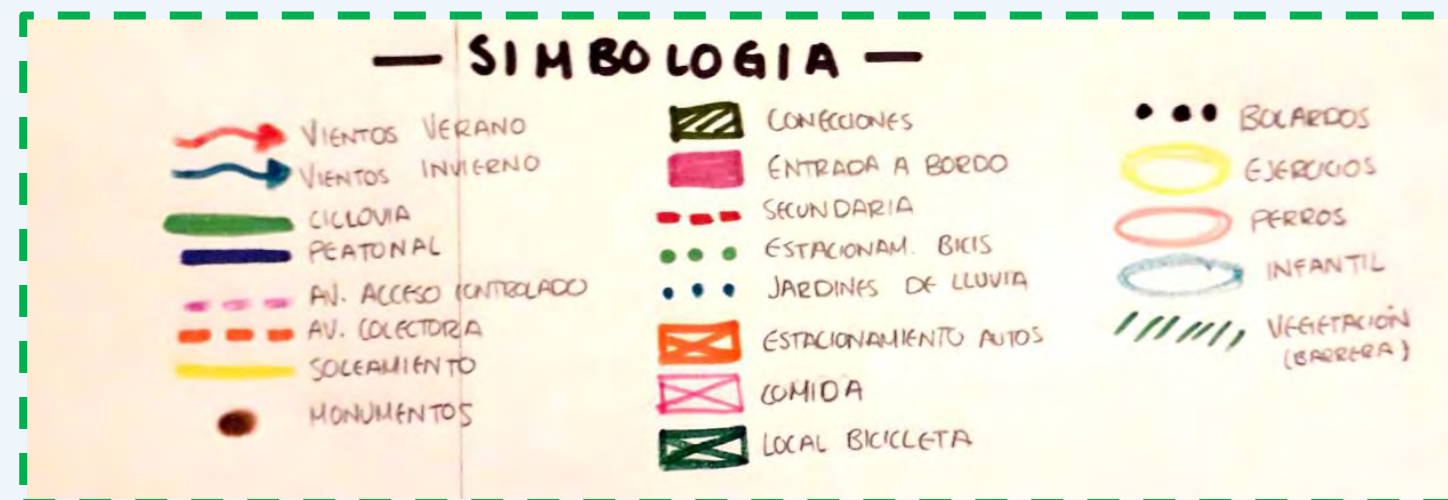 — SIMBOLOGIA —
VIENTOS VERANO
VIENTOS INVIERNO
CICLOVIA
PEATONAL
AV. ACCESO CONTROLADO
AV. COLECTORA
SOLEAMIENTO
MONUMENTOS
CONECCIONES
ENTRADA A BORDO
SECUNDARIA
ESTACIONAM. BICIS
JARDINES DE LLUVIA
ESTACIONAMIENTO AUTOS
COMIDA
LOCAL BICICLETA
BOLARDOS
EJERCICIOS
PERROS
INFANTIL
VEGETACIÓN
(BARRERA)